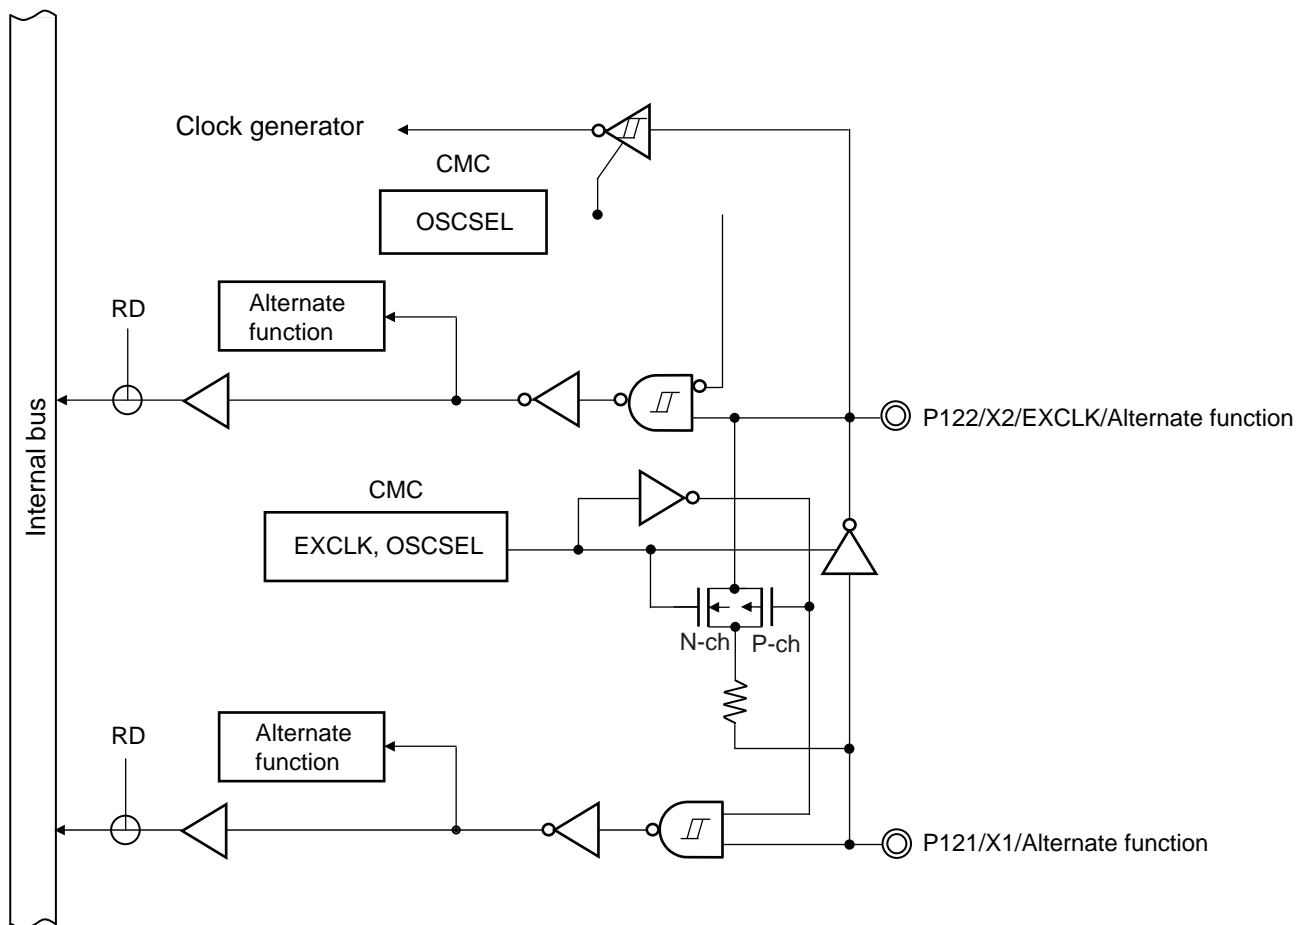 Clock generator
CMC
OSCSEL
Alternate
function
RD
P122/X2/EXCLK/Alternate function
Internal bus
CMC
EXCLK, OSCSEL
N-ch
P-ch
Alternate
function
RD
P121/X1/Alternate function